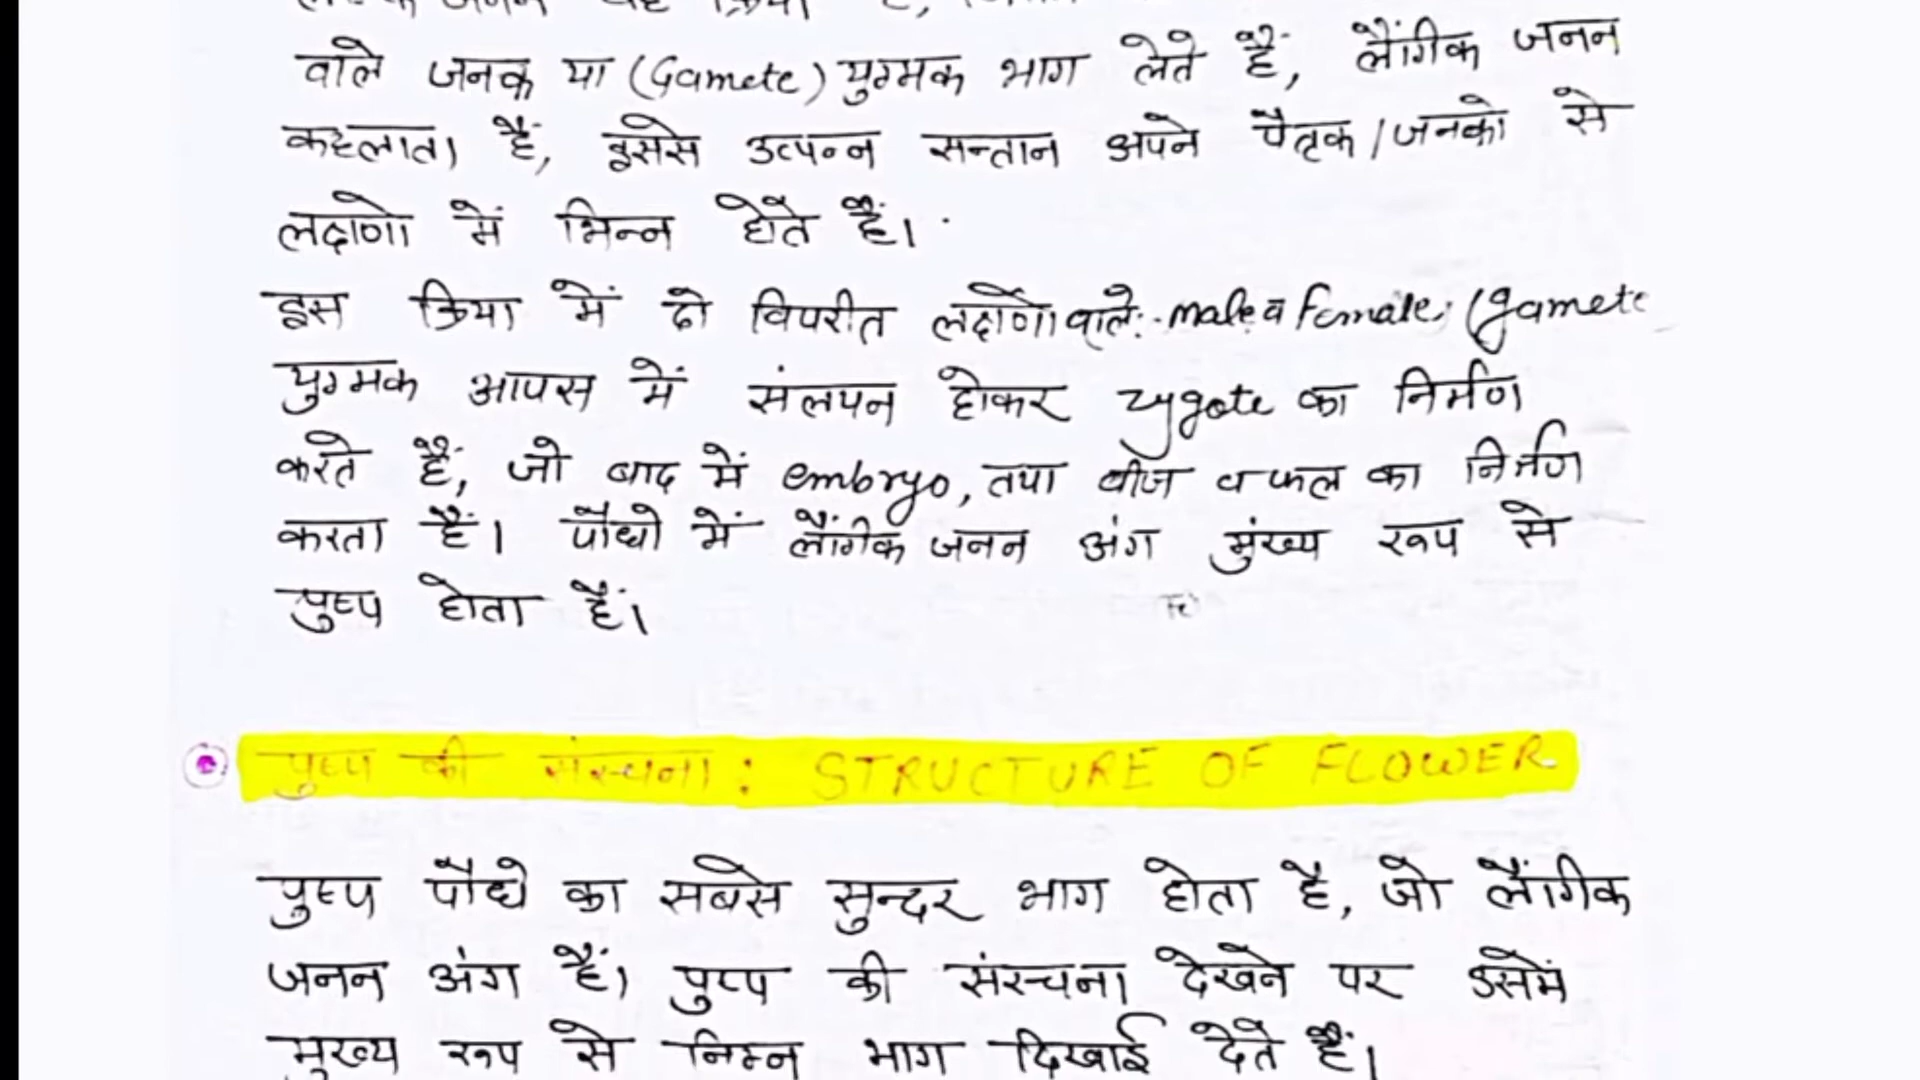 वाले जनक या (Gamete) युग्मक भाग लेते हैं, लैंगीक जनन
कहलाता हैं, इससे उत्पन्न सन्तान अपने पैतृक / जनको से
लक्षणो में भिन्न होते हैं।
इस क्रिया में दो विपरीत लक्षणो वाले male व female (gamete
युग्मक आपस में संलयन होकर zygote का निर्माण
करते हैं, जो बाद में embryo, तथा बीज व फल का निर्माण
करता हैं। पौधो में लैंगीक जनन अंग मुंख्य रूप से
पुष्प होता हैं।
पुष्प की संरचना : STRUCTURE OF FLOWER
पुष्प पौधे का सबसे सुन्दर भाग होता है, जो लैंगीक
जनन अंग हैं। पुष्प की संरचना देखने पर उसमें
मुख्य रूप से निम्न भाग दिखाई देते हैं।